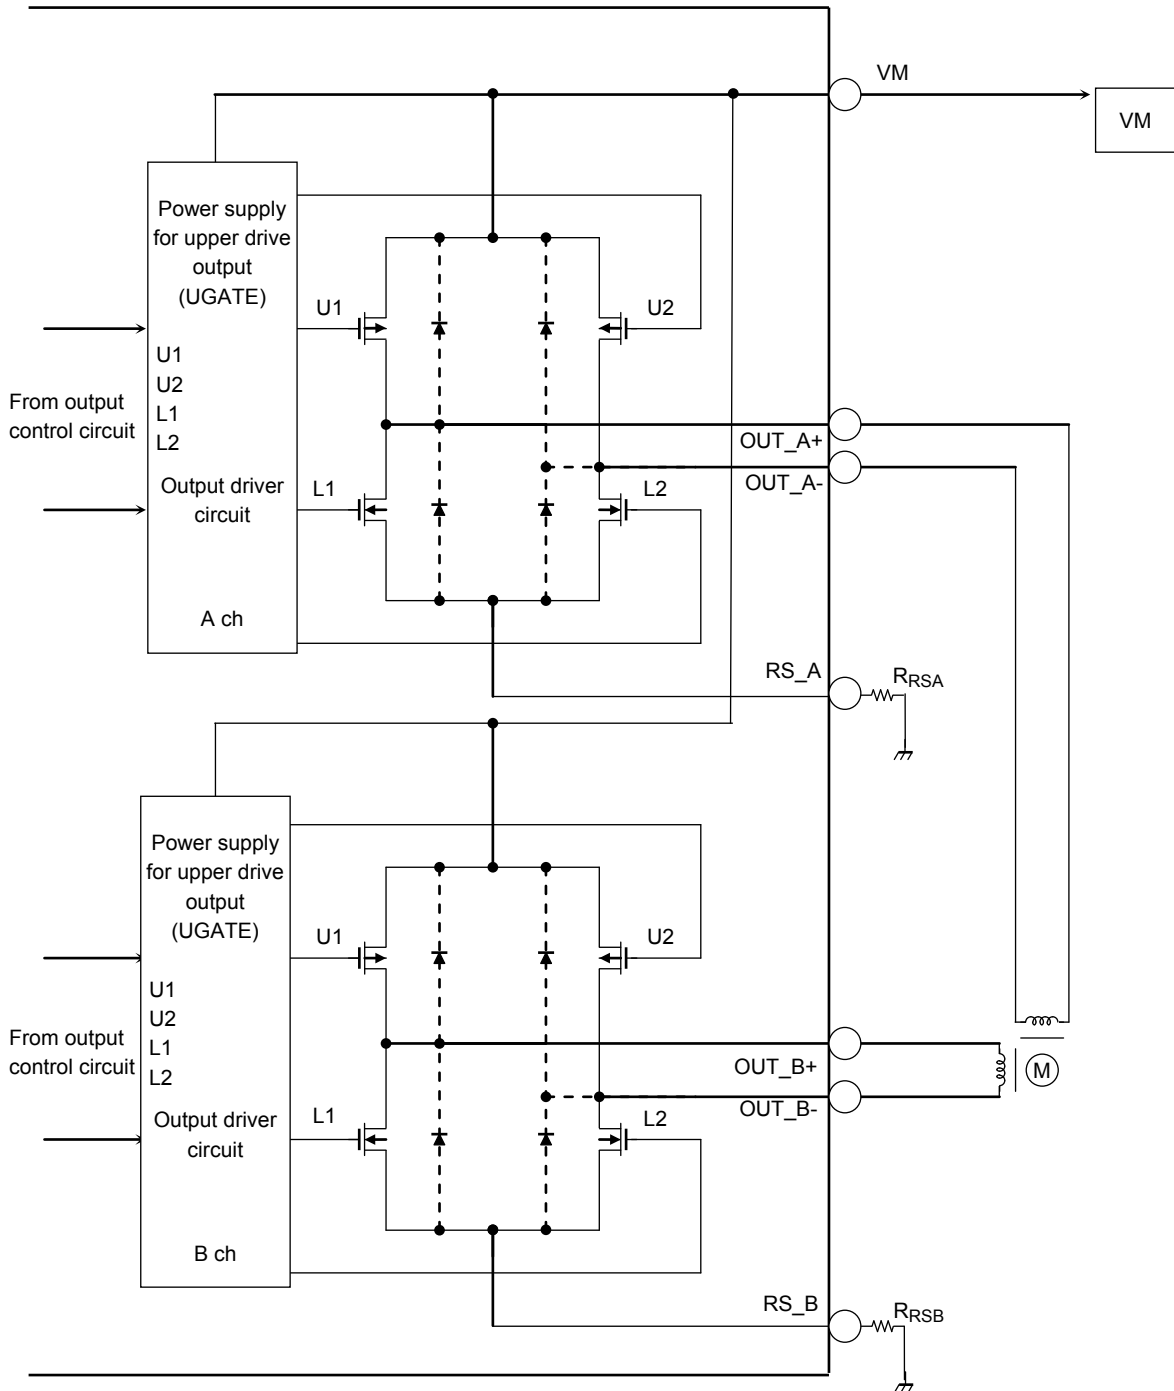 VM
VM
Power supply
for upper drive
output
(UGATE)
U1
U2
U1
U2
L1
L2
From output
control circuit
OUT_A+
OUT_A-
Output driver
circuit
L1
L2
A ch
RS_A
RRSA
Power supply
for upper drive
output
(UGATE)
U1
U2
U1
U2
L1
L2
From output
control circuit
OUT_B+
M
OUT_B-
Output driver
circuit
L1
L2
B ch
RS_B
RRSB